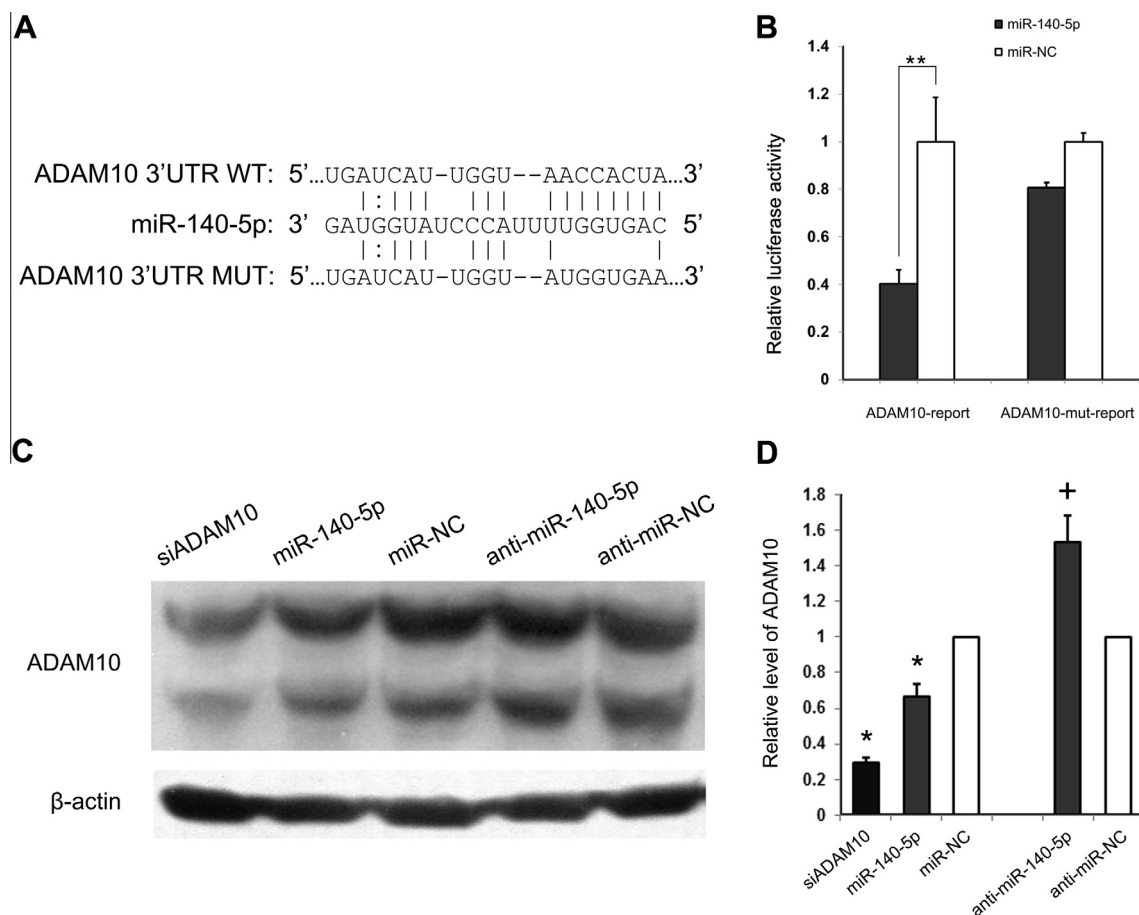 A
ADAM10 3’UTR WT: 5’...UGAUCAU-UGGU--AACCACUA...3’
miR-140-5p: 3’ GAUGGUAUCCCAUUUUGGUGAC 5’
ADAM10 3’UTR MUT: 5’...UGAUCAU-UGGU--AUGGUGAA...3’
B
miR-140-5p
miR-NC
**
1.4
1.2
1
0.8
0.6
0.4
0.2
0
Relative luciferase activity
ADAM10-report
ADAM10-mut-report
C
siADAM10
miR-140-5p
miR-NC
anti-miR-140-5p
anti-miR-NC
ADAM10
β-actin
D
1.8
1.6
1.4
1.2
1
0.8
0.6
0.4
0.2
0
Relative level of ADAM10
*
*
+
siADAM10
miR-140-5p
miR-NC
anti-miR-140-5p
anti-miR-NC